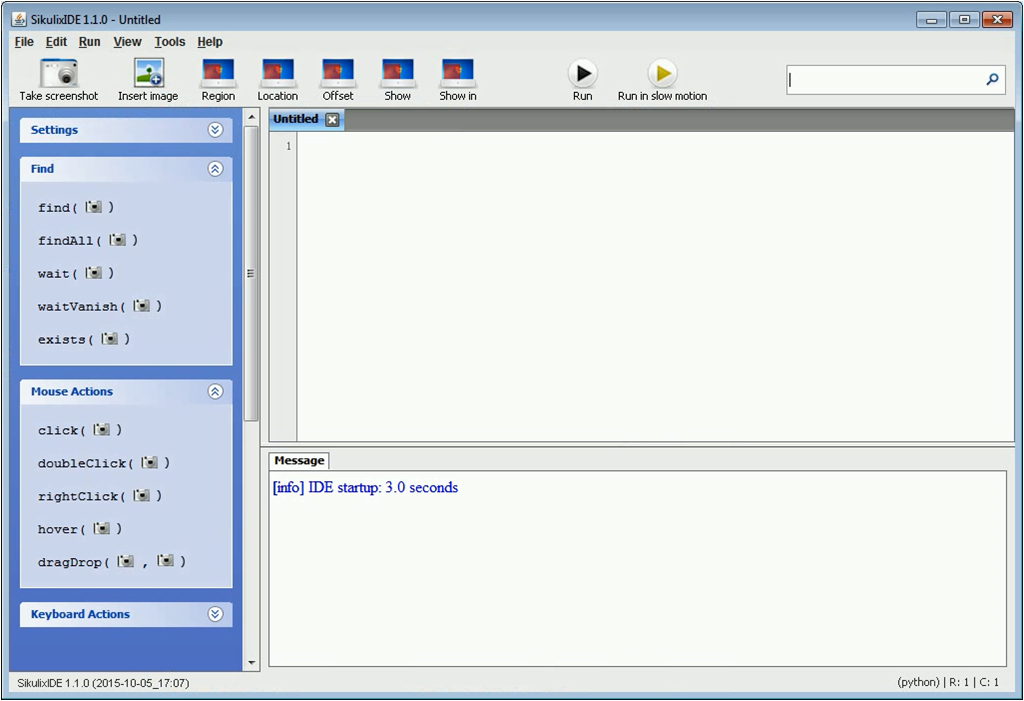 SikulixIDE 1.1.0 - Untitled
File Edit Run View Tools Help
Take screenshot Insert image Region Location Offset Show Show in Run Run in slow motion
Settings
Find
find( )
findAll( )
wait( )
waitVanish( )
exists( )
Mouse Actions
click( )
doubleClick( )
rightClick( )
hover( )
dragDrop( , )
Keyboard Actions
Untitled
1
Message
[info] IDE startup: 3.0 seconds
SikulixIDE 1.1.0 (2015-10-05_17:07)
(python) | R: 1 | C: 1